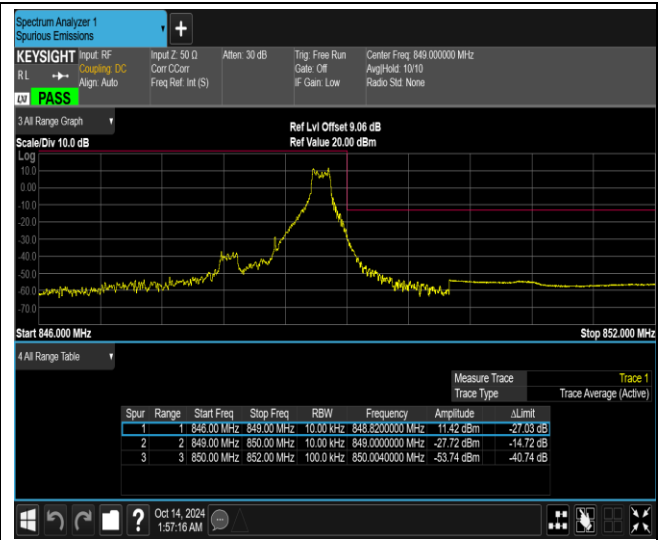 Spectrum Analyzer 1
Spurious Emissions
+
KEYSIGHT Input: RF Input Z: 50 Ω Atten: 30 dB Trig: Free Run Center Freq: 849.000000 MHz
RL Coupling: DC Corr CCorr Gate: Off Avg|Hold: 10/10
Align: Auto Freq Ref: Int (S) IF Gain: Low Radio Std: None
LXI PASS
3 All Range Graph
Ref Lvl Offset 9.06 dB
Scale/Div 10.0 dB Ref Value 20.00 dBm
Log
10.0
0.00
-10.0
-20.0
-30.0
-40.0
-50.0
-60.0
-70.0
Start 846.000 MHz Stop 852.000 MHz
4 All Range Table
Measure Trace Trace 1
Trace Type Trace Average (Active)
Spur Range Start Freq Stop Freq RBW Frequency Amplitude ΔLimit
1 1 846.00 MHz 849.00 MHz 10.00 kHz 848.8200000 MHz 11.42 dBm -27.03 dB
2 2 849.00 MHz 850.00 MHz 10.00 kHz 849.0000000 MHz -27.72 dBm -14.72 dB
3 3 850.00 MHz 852.00 MHz 100.0 kHz 850.0040000 MHz -53.74 dBm -40.74 dB
? Oct 14, 2024
1:57:16 AM